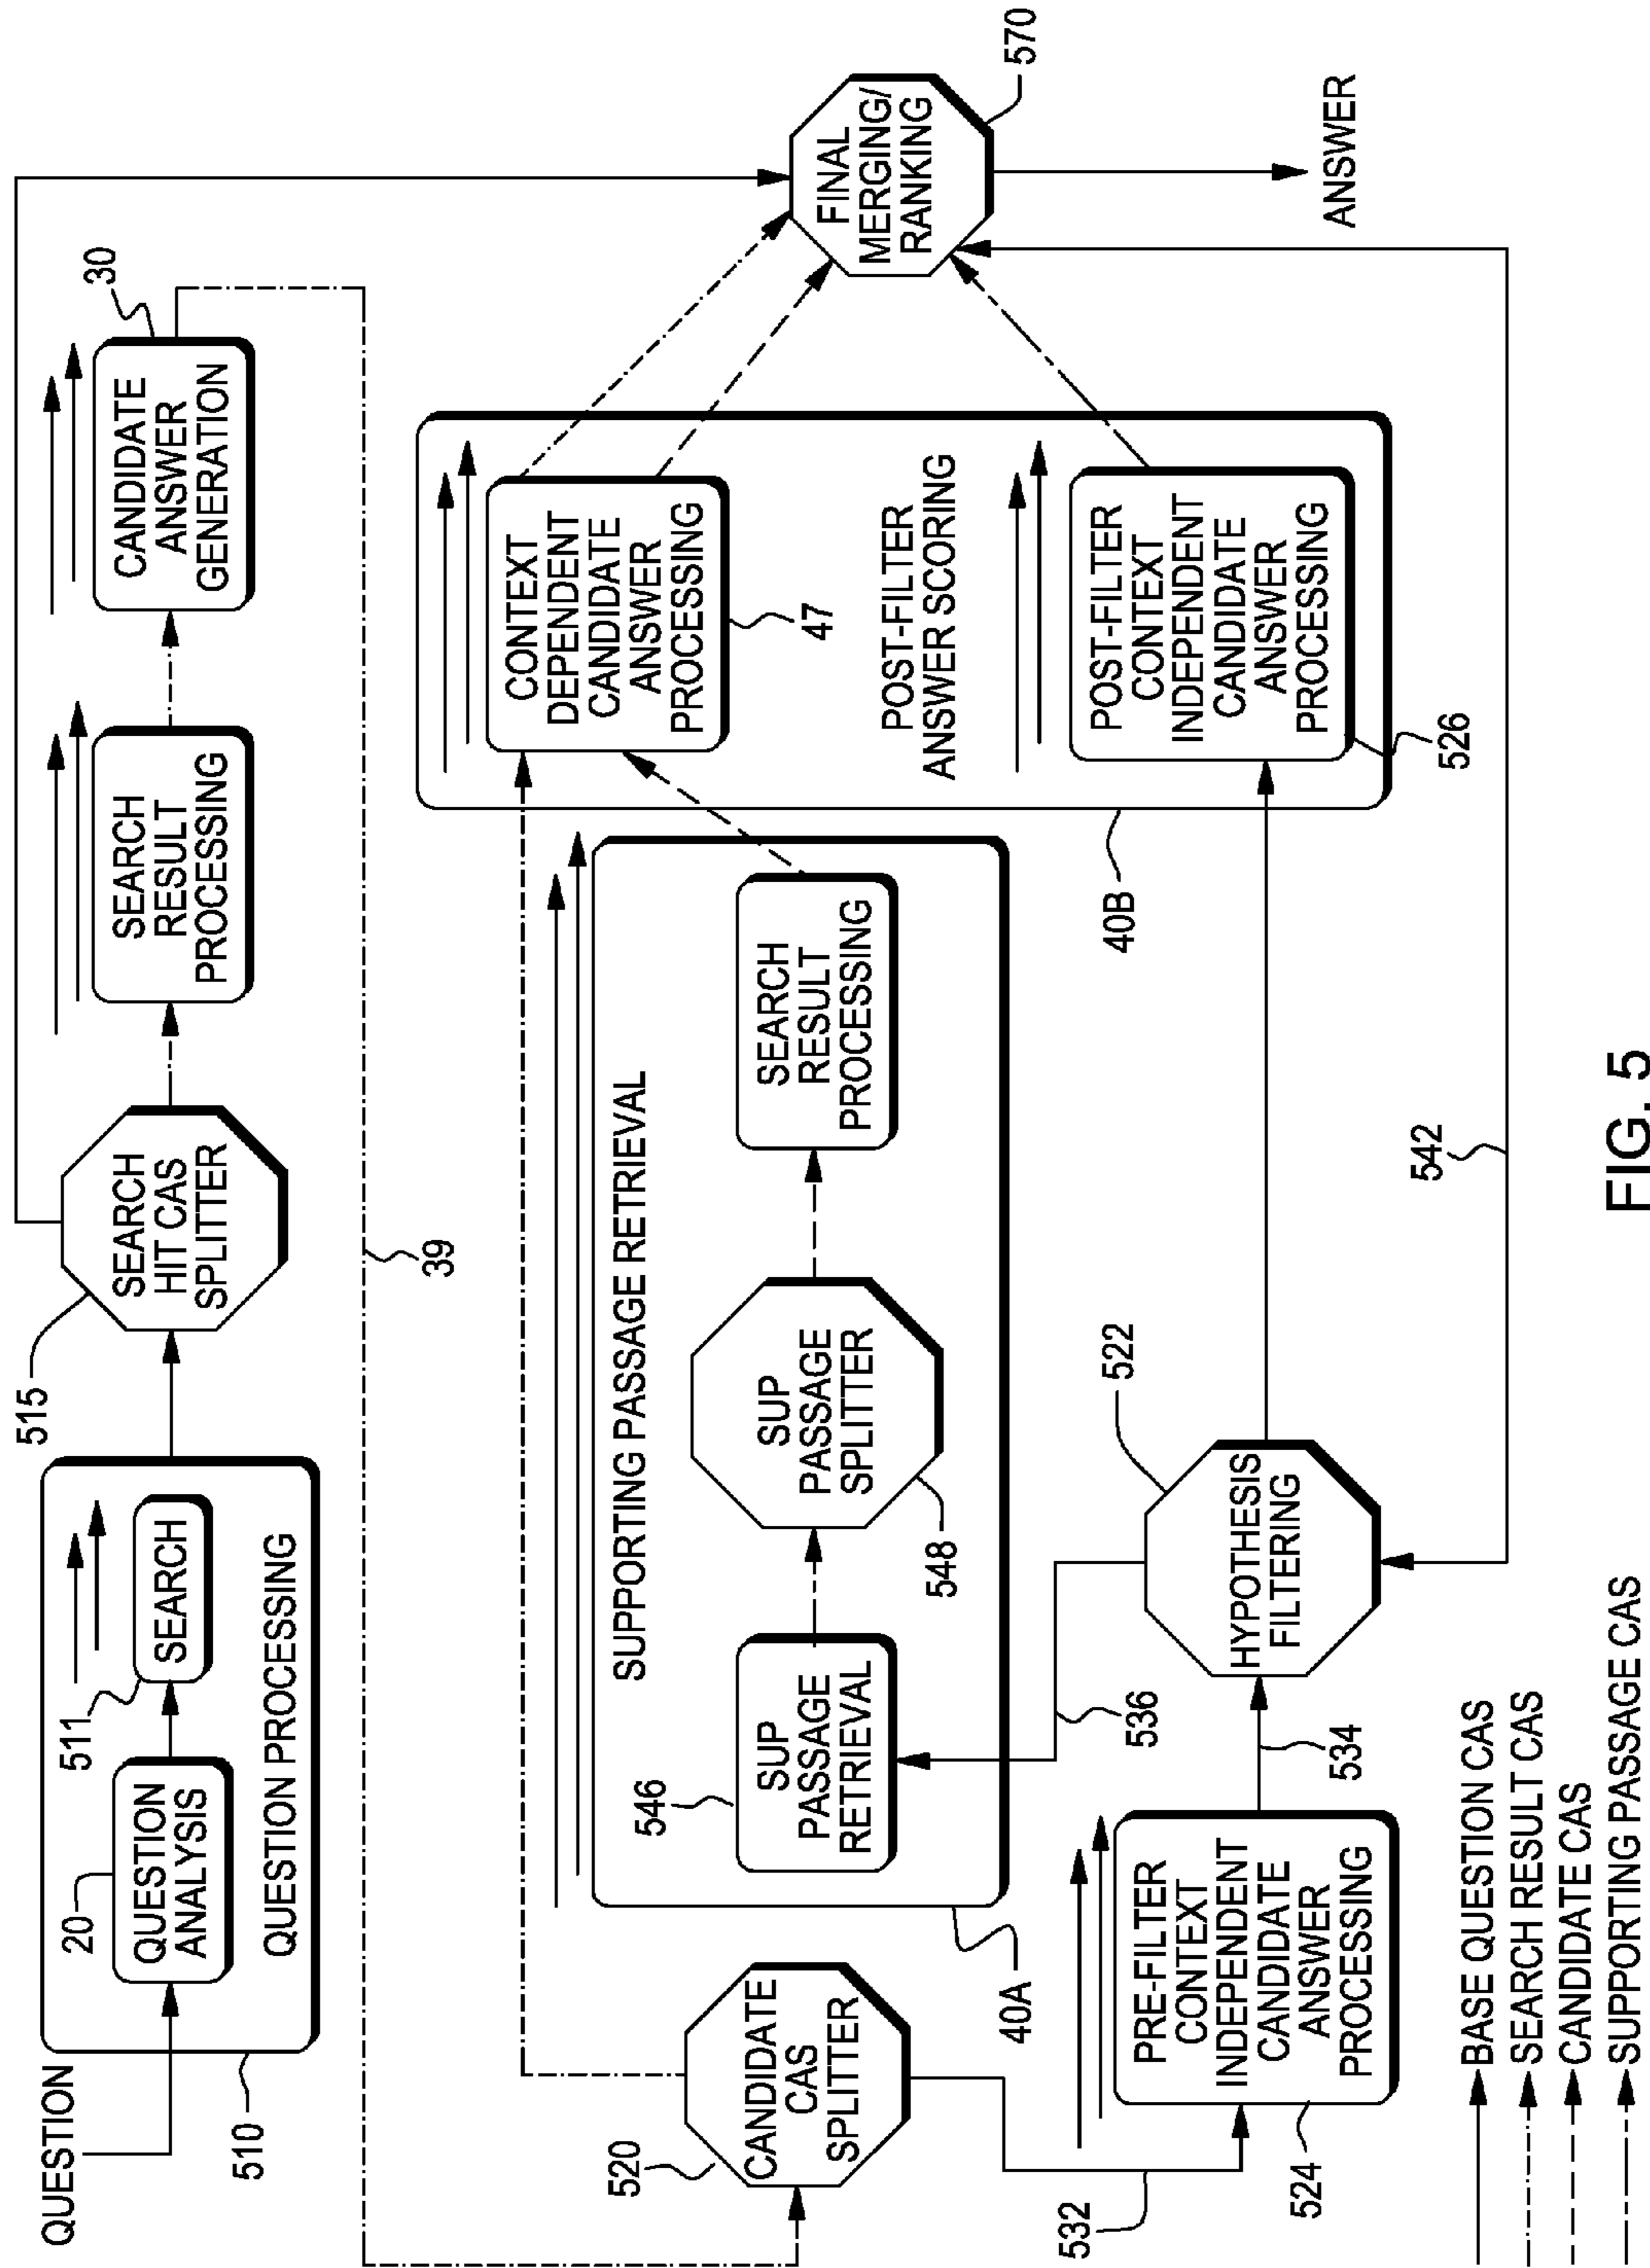 QUESTION
510
20
QUESTION
ANALYSIS
511
SEARCH
QUESTION PROCESSING
515
SEARCH
HIT CAS
SPLITTER
SEARCH
RESULT
PROCESSING
30
CANDIDATE
ANSWER
GENERATION
39
520
CANDIDATE
CAS
SPLITTER
40A
SUPPORTING PASSAGE RETRIEVAL
546
SUP
PASSAGE
RETRIEVAL
SUP
PASSAGE
SPLITTER
548
SEARCH
RESULT
PROCESSING
CONTEXT
DEPENDENT
CANDIDATE
ANSWER
PROCESSING
47
POST-FILTER
ANSWER SCORING
POST-FILTER
CONTEXT
INDEPENDENT
CANDIDATE
ANSWER
PROCESSING
526
40B
FINAL
MERGING/
RANKING
570
ANSWER
532
PRE-FILTER
CONTEXT
INDEPENDENT
CANDIDATE
ANSWER
PROCESSING
524
534
536
HYPOTHESIS
FILTERING
522
542
BASE QUESTION CAS
SEARCH RESULT CAS
CANDIDATE CAS
SUPPORTING PASSAGE CAS
FIG. 5